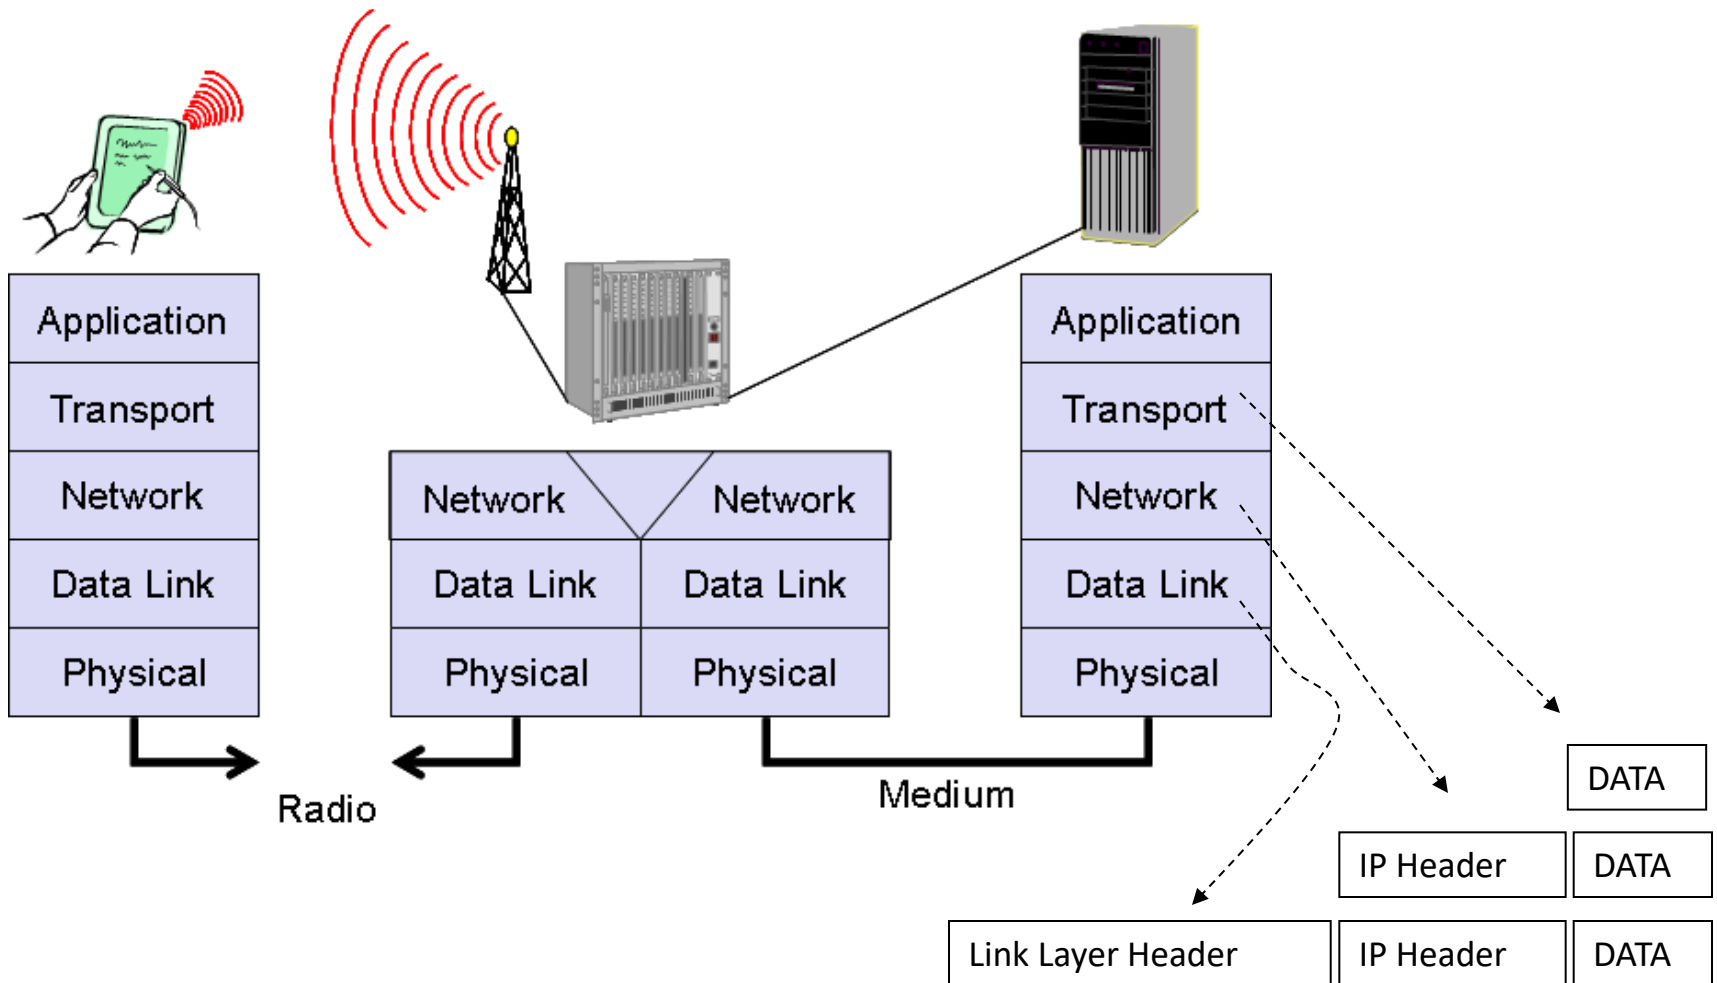 Application
Transport
Network
Data Link
Physical
Network
Network
Data Link
Data Link
Physical
Physical
Application
Transport
Network
Data Link
Physical
Radio
Medium
DATA
IP Header
DATA
Link Layer Header
IP Header
DATA